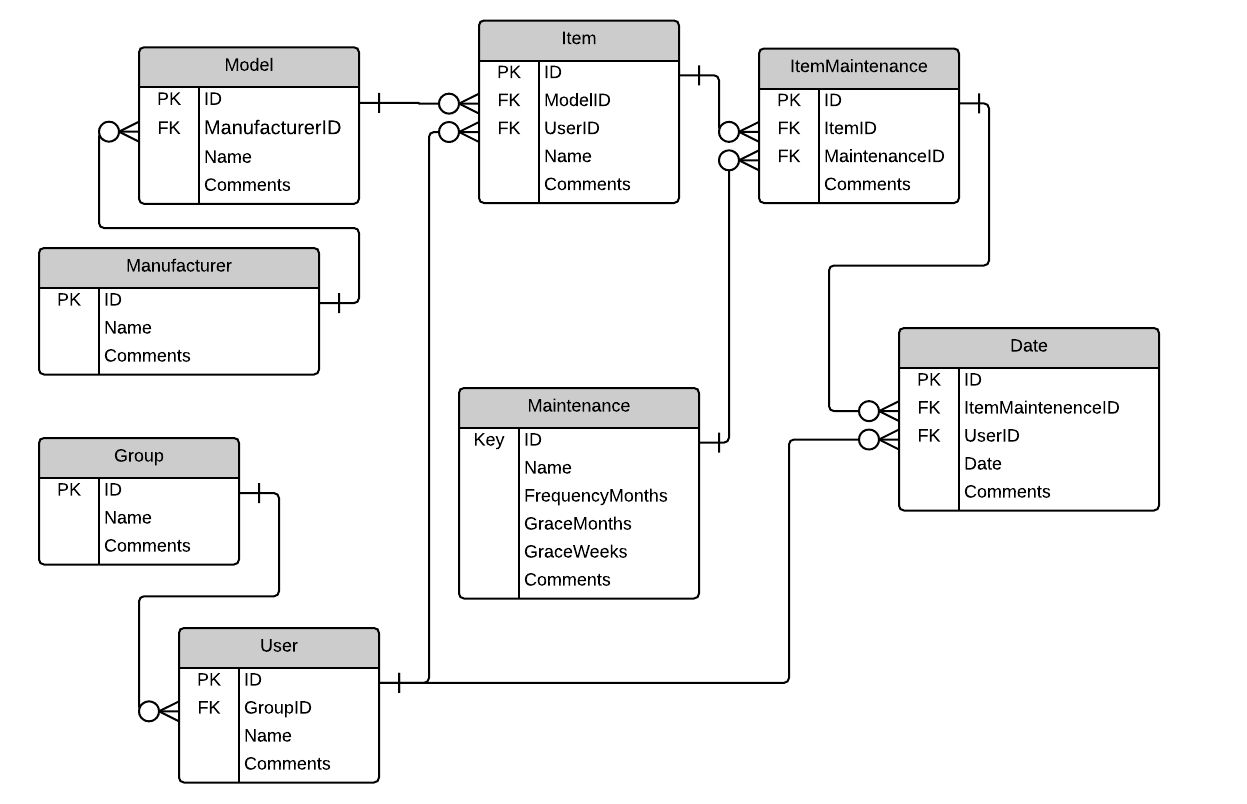 Model
PK ID
FK ManufacturerID
Name
Comments
Item
PK ID
FK ModelID
FK UserID
Name
Comments
ItemMaintenance
PK ID
FK ItemID
FK MaintenanceID
Comments
Manufacturer
PK ID
Name
Comments
Date
PK ID
FK ItemMaintenenceID
FK UserID
Date
Comments
Maintenance
Key ID
Name
FrequencyMonths
GraceMonths
GraceWeeks
Comments
Group
PK ID
Name
Comments
User
PK ID
FK GroupID
Name
Comments